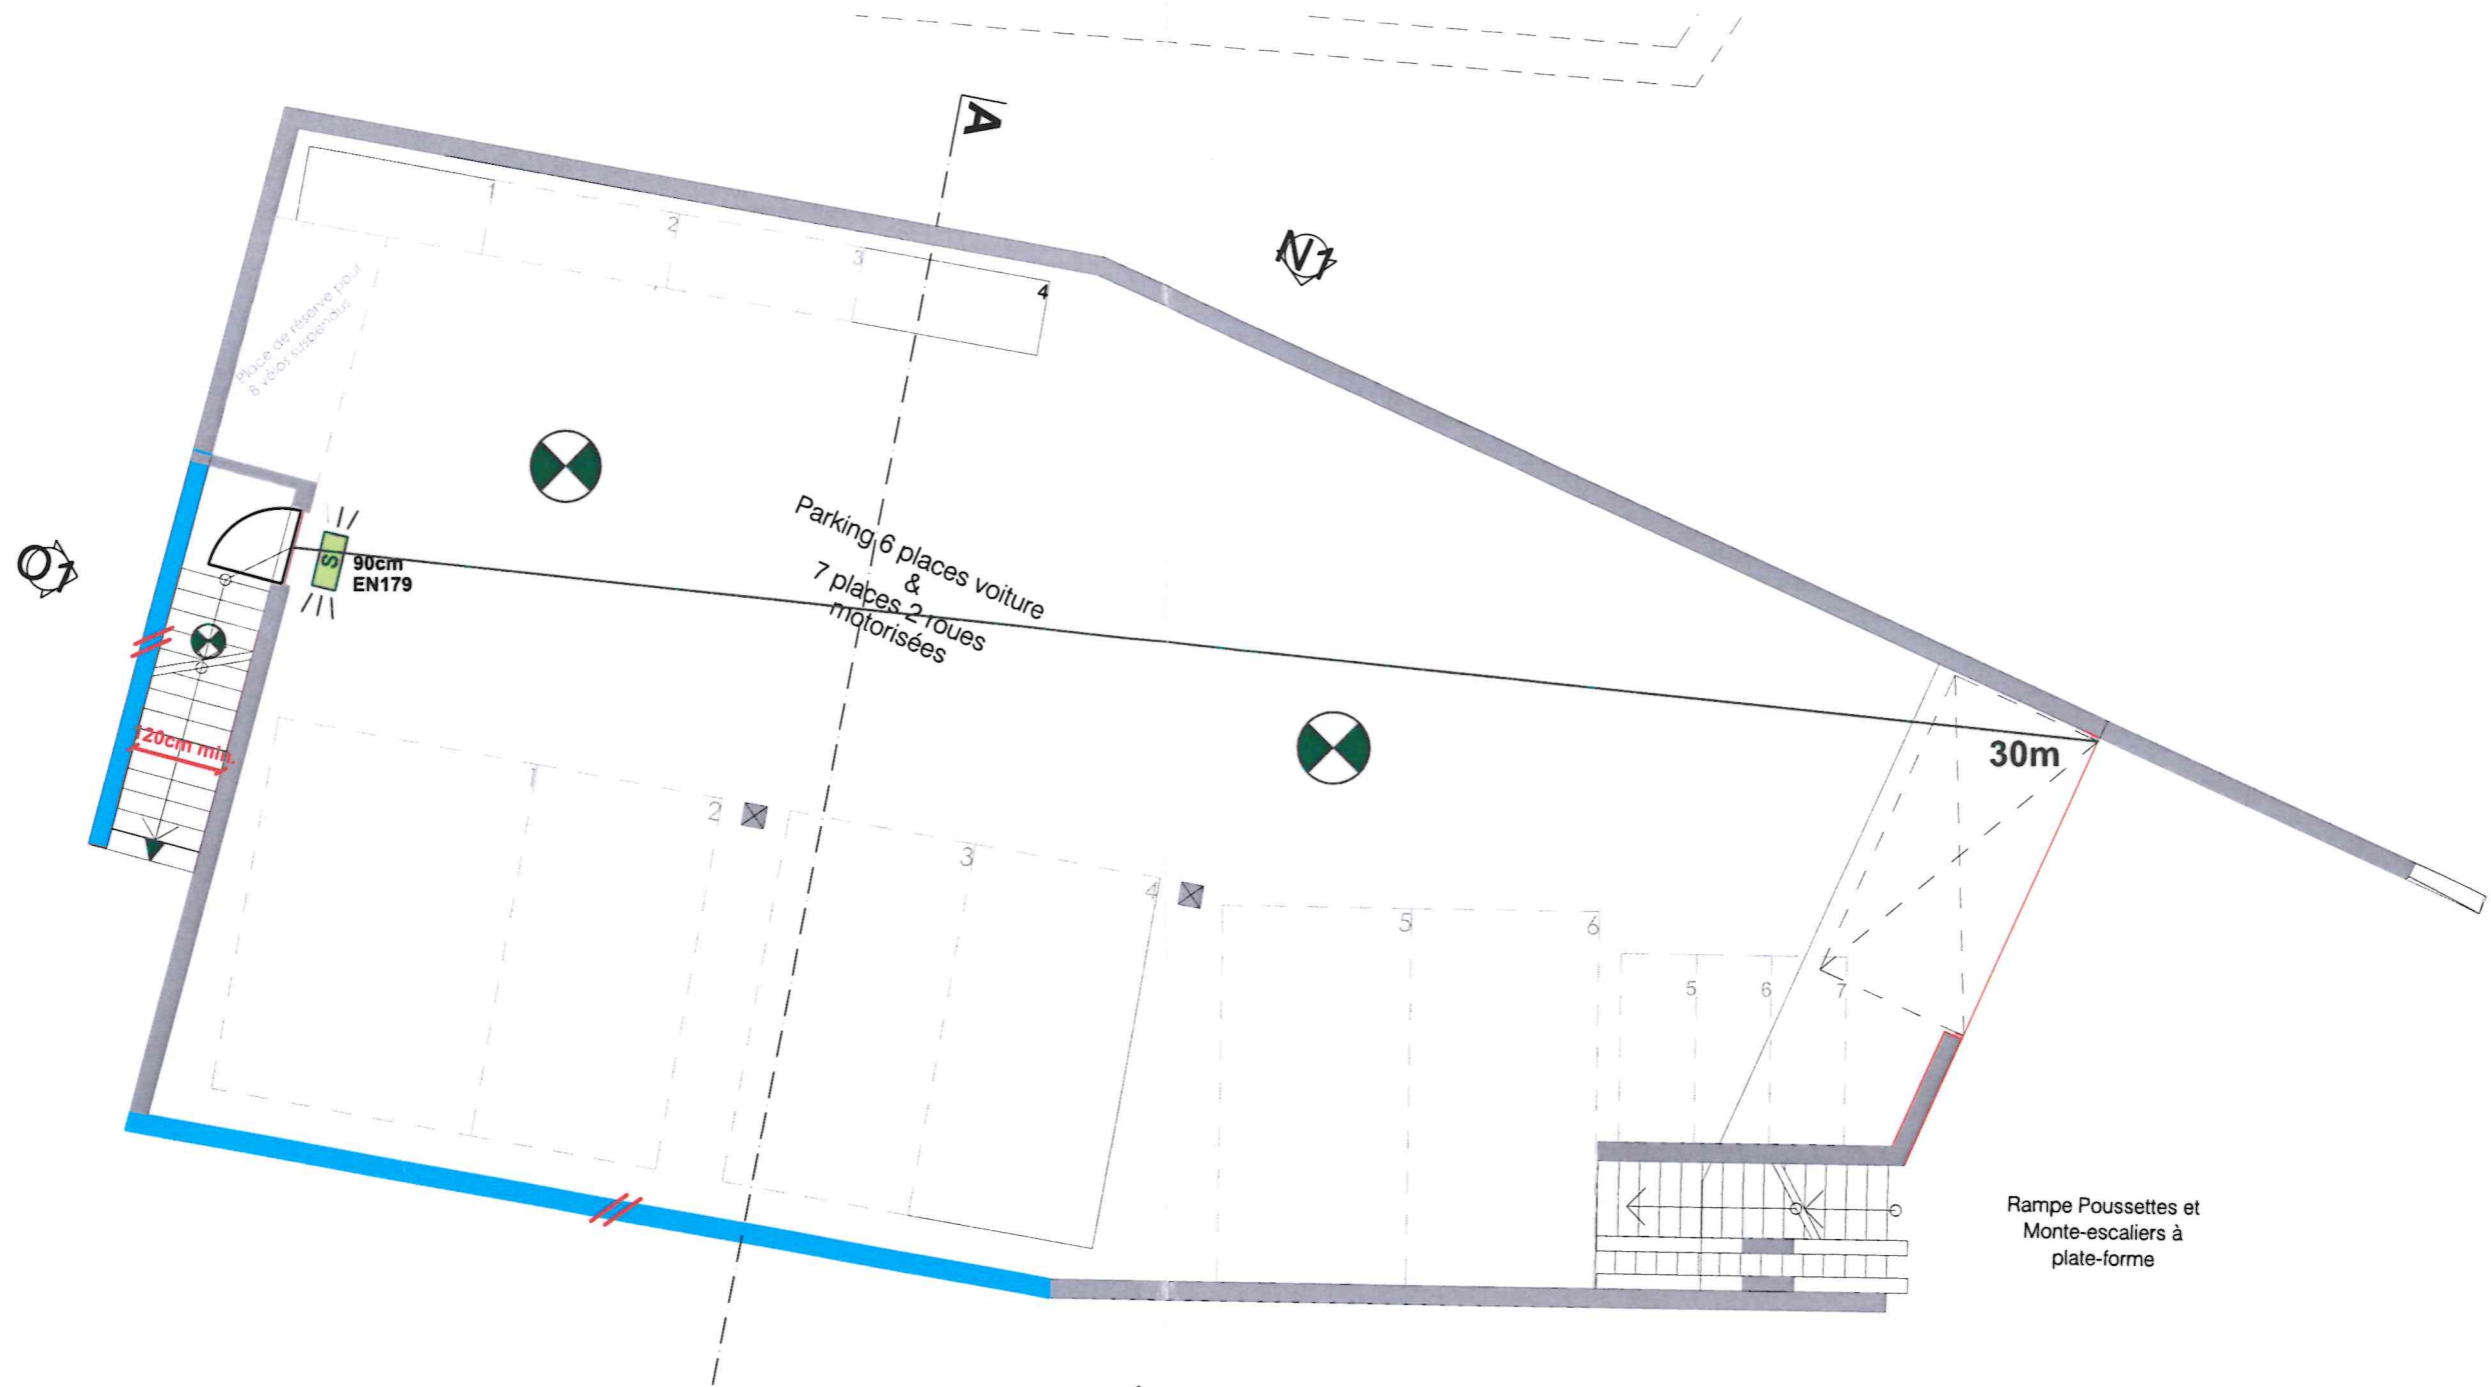 A
N1
1
2
3
4
Place de réserve pour
8 vélos suspendus
O1
S
90cm
EN179
Parking 6 places voiture
&
7 places 2 roues
motorisées
30m
120cm min.
1
2
3
4
5
6
5
6
7
Rampe Poussettes et
Monte-escaliers à
plate-forme